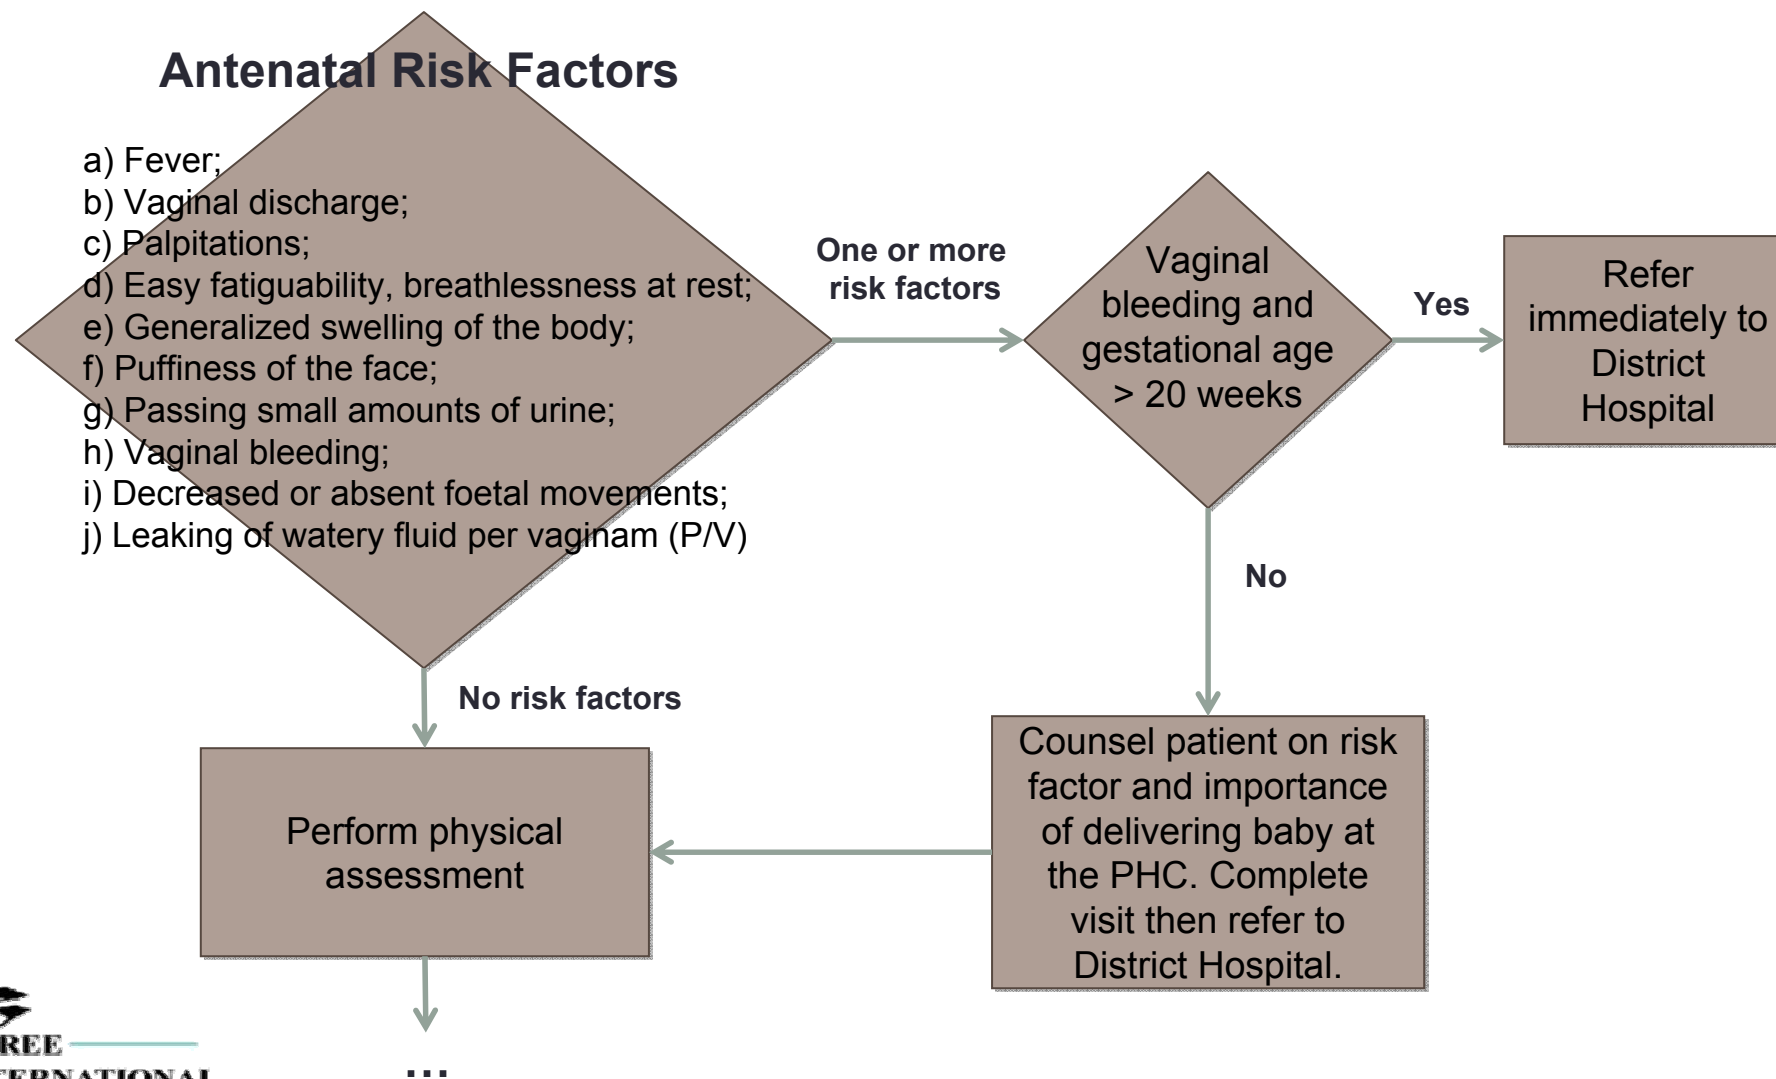 Antenatal Risk Factors
a) Fever;
b) Vaginal discharge;
c) Palpitations;
d) Easy fatiguability, breathlessness at rest;
e) Generalized swelling of the body;
f) Puffiness of the face;
g) Passing small amounts of urine;
h) Vaginal bleeding;
i) Decreased or absent foetal movements;
j) Leaking of watery fluid per vaginam (P/V)
One or more
risk factors
Vaginal
bleeding and
gestational age
> 20 weeks
Yes
Refer
immediately to
District
Hospital
No
No risk factors
Perform physical
assessment
Counsel patient on risk
factor and importance
of delivering baby at
the PHC. Complete
visit then refer to
District Hospital.
...